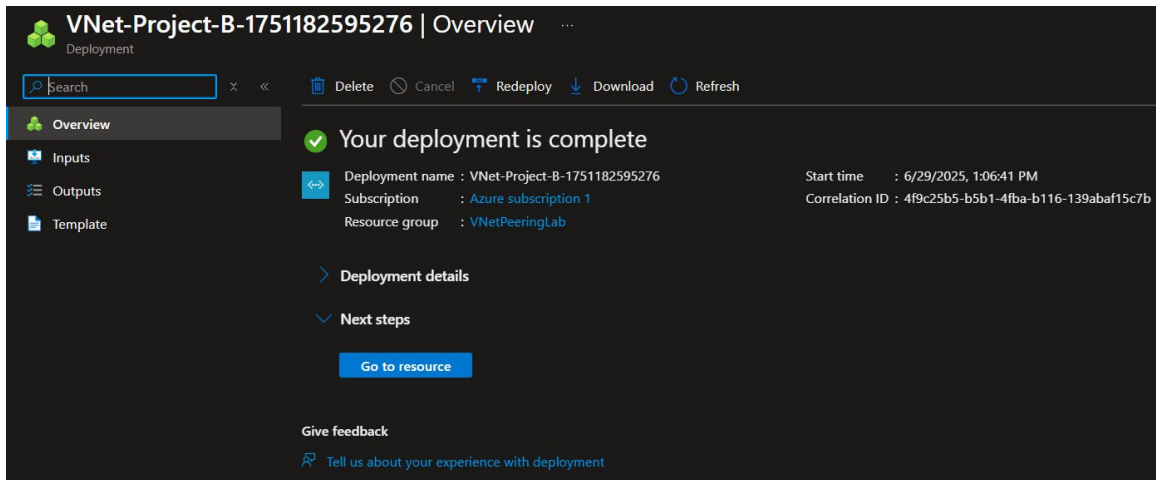 VNet-Project-B-1751182595276 | Overview ...
Deployment
Search
Delete Cancel Redeploy Download Refresh
Overview
Inputs
Outputs
Template
Your deployment is complete
Deployment name : VNet-Project-B-1751182595276
Subscription : Azure subscription 1
Resource group : VNetPeeringLab
Start time : 6/29/2025, 1:06:41 PM
Correlation ID : 4f9c25b5-b5b1-4fba-b116-139abaf15c7b
Deployment details
Next steps
Go to resource
Give feedback
Tell us about your experience with deployment